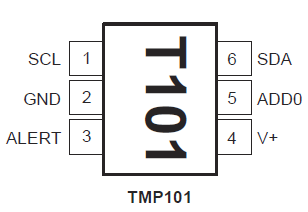 SCL 1 T101 6 SDA
GND 2 5 ADD0
ALERT 3 4 V+
TMP101